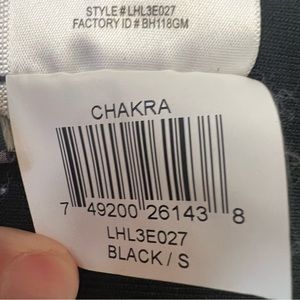 STYLE # LHL3E027
FACTORY ID # BH118GM
CHAKRA
7 49200 26143 8
LHL3E027
BLACK / S